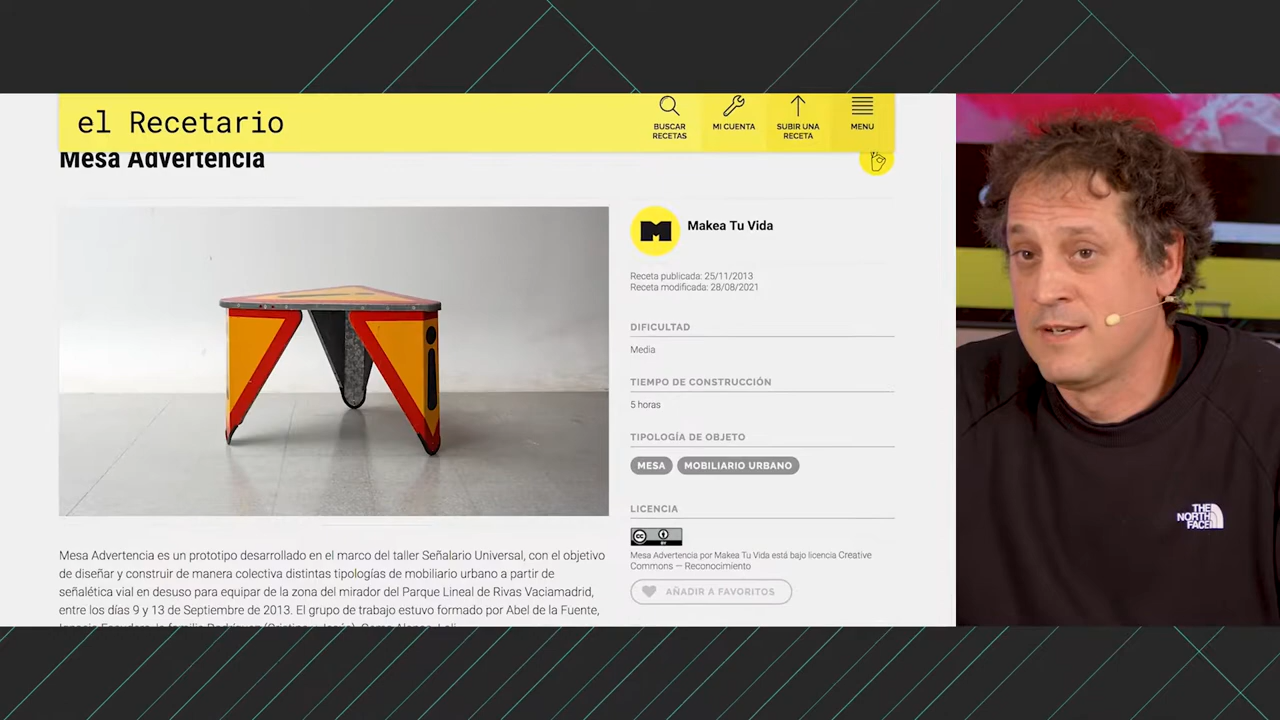 el Recetario
BUSCAR
RECETAS
MI CUENTA
SUBIR UNA
RECETA
MENU
Mesa Advertencia
Makea Tu Vida
Receta publicada: 25/11/2013
Receta modificada: 28/08/2021
DIFICULTAD
Media
TIEMPO DE CONSTRUCCIÓN
5 horas
TIPOLOGÍA DE OBJETO
MESA
MOBILIARIO URBANO
LICENCIA
CC BY
Mesa Advertencia por Makea Tu Vida está bajo licencia Creative
Commons — Reconocimiento
AÑADIR A FAVORITOS
Mesa Advertencia es un prototipo desarrollado en el marco del taller Señalario Universal, con el objetivo
de diseñar y construir de manera colectiva distintas tipologías de mobiliario urbano a partir de
señalética vial en desuso para equipar de la zona del mirador del Parque Lineal de Rivas Vaciamadrid,
entre los días 9 y 13 de Septiembre de 2013. El grupo de trabajo estuvo formado por Abel de la Fuente,
THE
NORTH
FACE